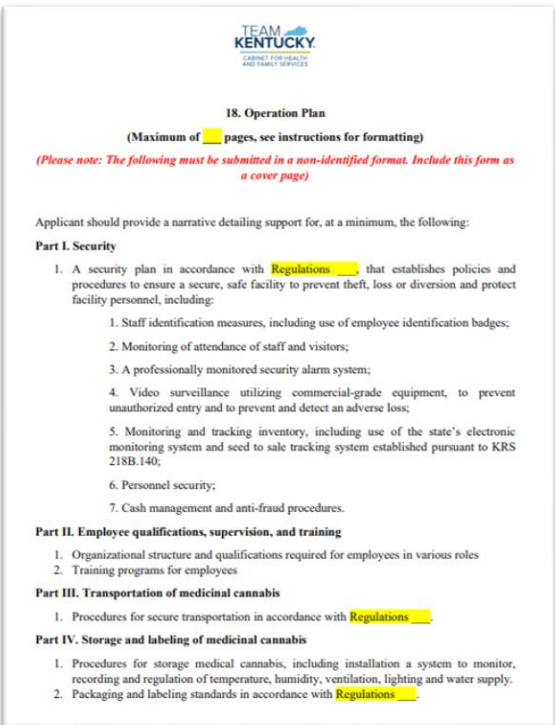 TEAM
KENTUCKY.
CABINET FOR HEALTH
AND FAMILY SERVICES
18. Operation Plan
(Maximum of ___ pages, see instructions for formatting)
(Please note: The following must be submitted in a non-identified format. Include this form as
a cover page)
Applicant should provide a narrative detailing support for, at a minimum, the following:
Part I. Security
1. A security plan in accordance with Regulations ___, that establishes policies and
procedures to ensure a secure, safe facility to prevent theft, loss or diversion and protect
facility personnel, including:
1. Staff identification measures, including use of employee identification badges;
2. Monitoring of attendance of staff and visitors;
3. A professionally monitored security alarm system;
4. Video surveillance utilizing commercial-grade equipment, to prevent
unauthorized entry and to prevent and detect an adverse loss;
5. Monitoring and tracking inventory, including use of the state's electronic
monitoring system and seed to sale tracking system established pursuant to KRS
218B.140;
6. Personnel security;
7. Cash management and anti-fraud procedures.
Part II. Employee qualifications, supervision, and training
1. Organizational structure and qualifications required for employees in various roles
2. Training programs for employees
Part III. Transportation of medicinal cannabis
1. Procedures for secure transportation in accordance with Regulations ___.
Part IV. Storage and labeling of medicinal cannabis
1. Procedures for storage medical cannabis, including installation a system to monitor,
recording and regulation of temperature, humidity, ventilation, lighting and water supply.
2. Packaging and labeling standards in accordance with Regulations ___.